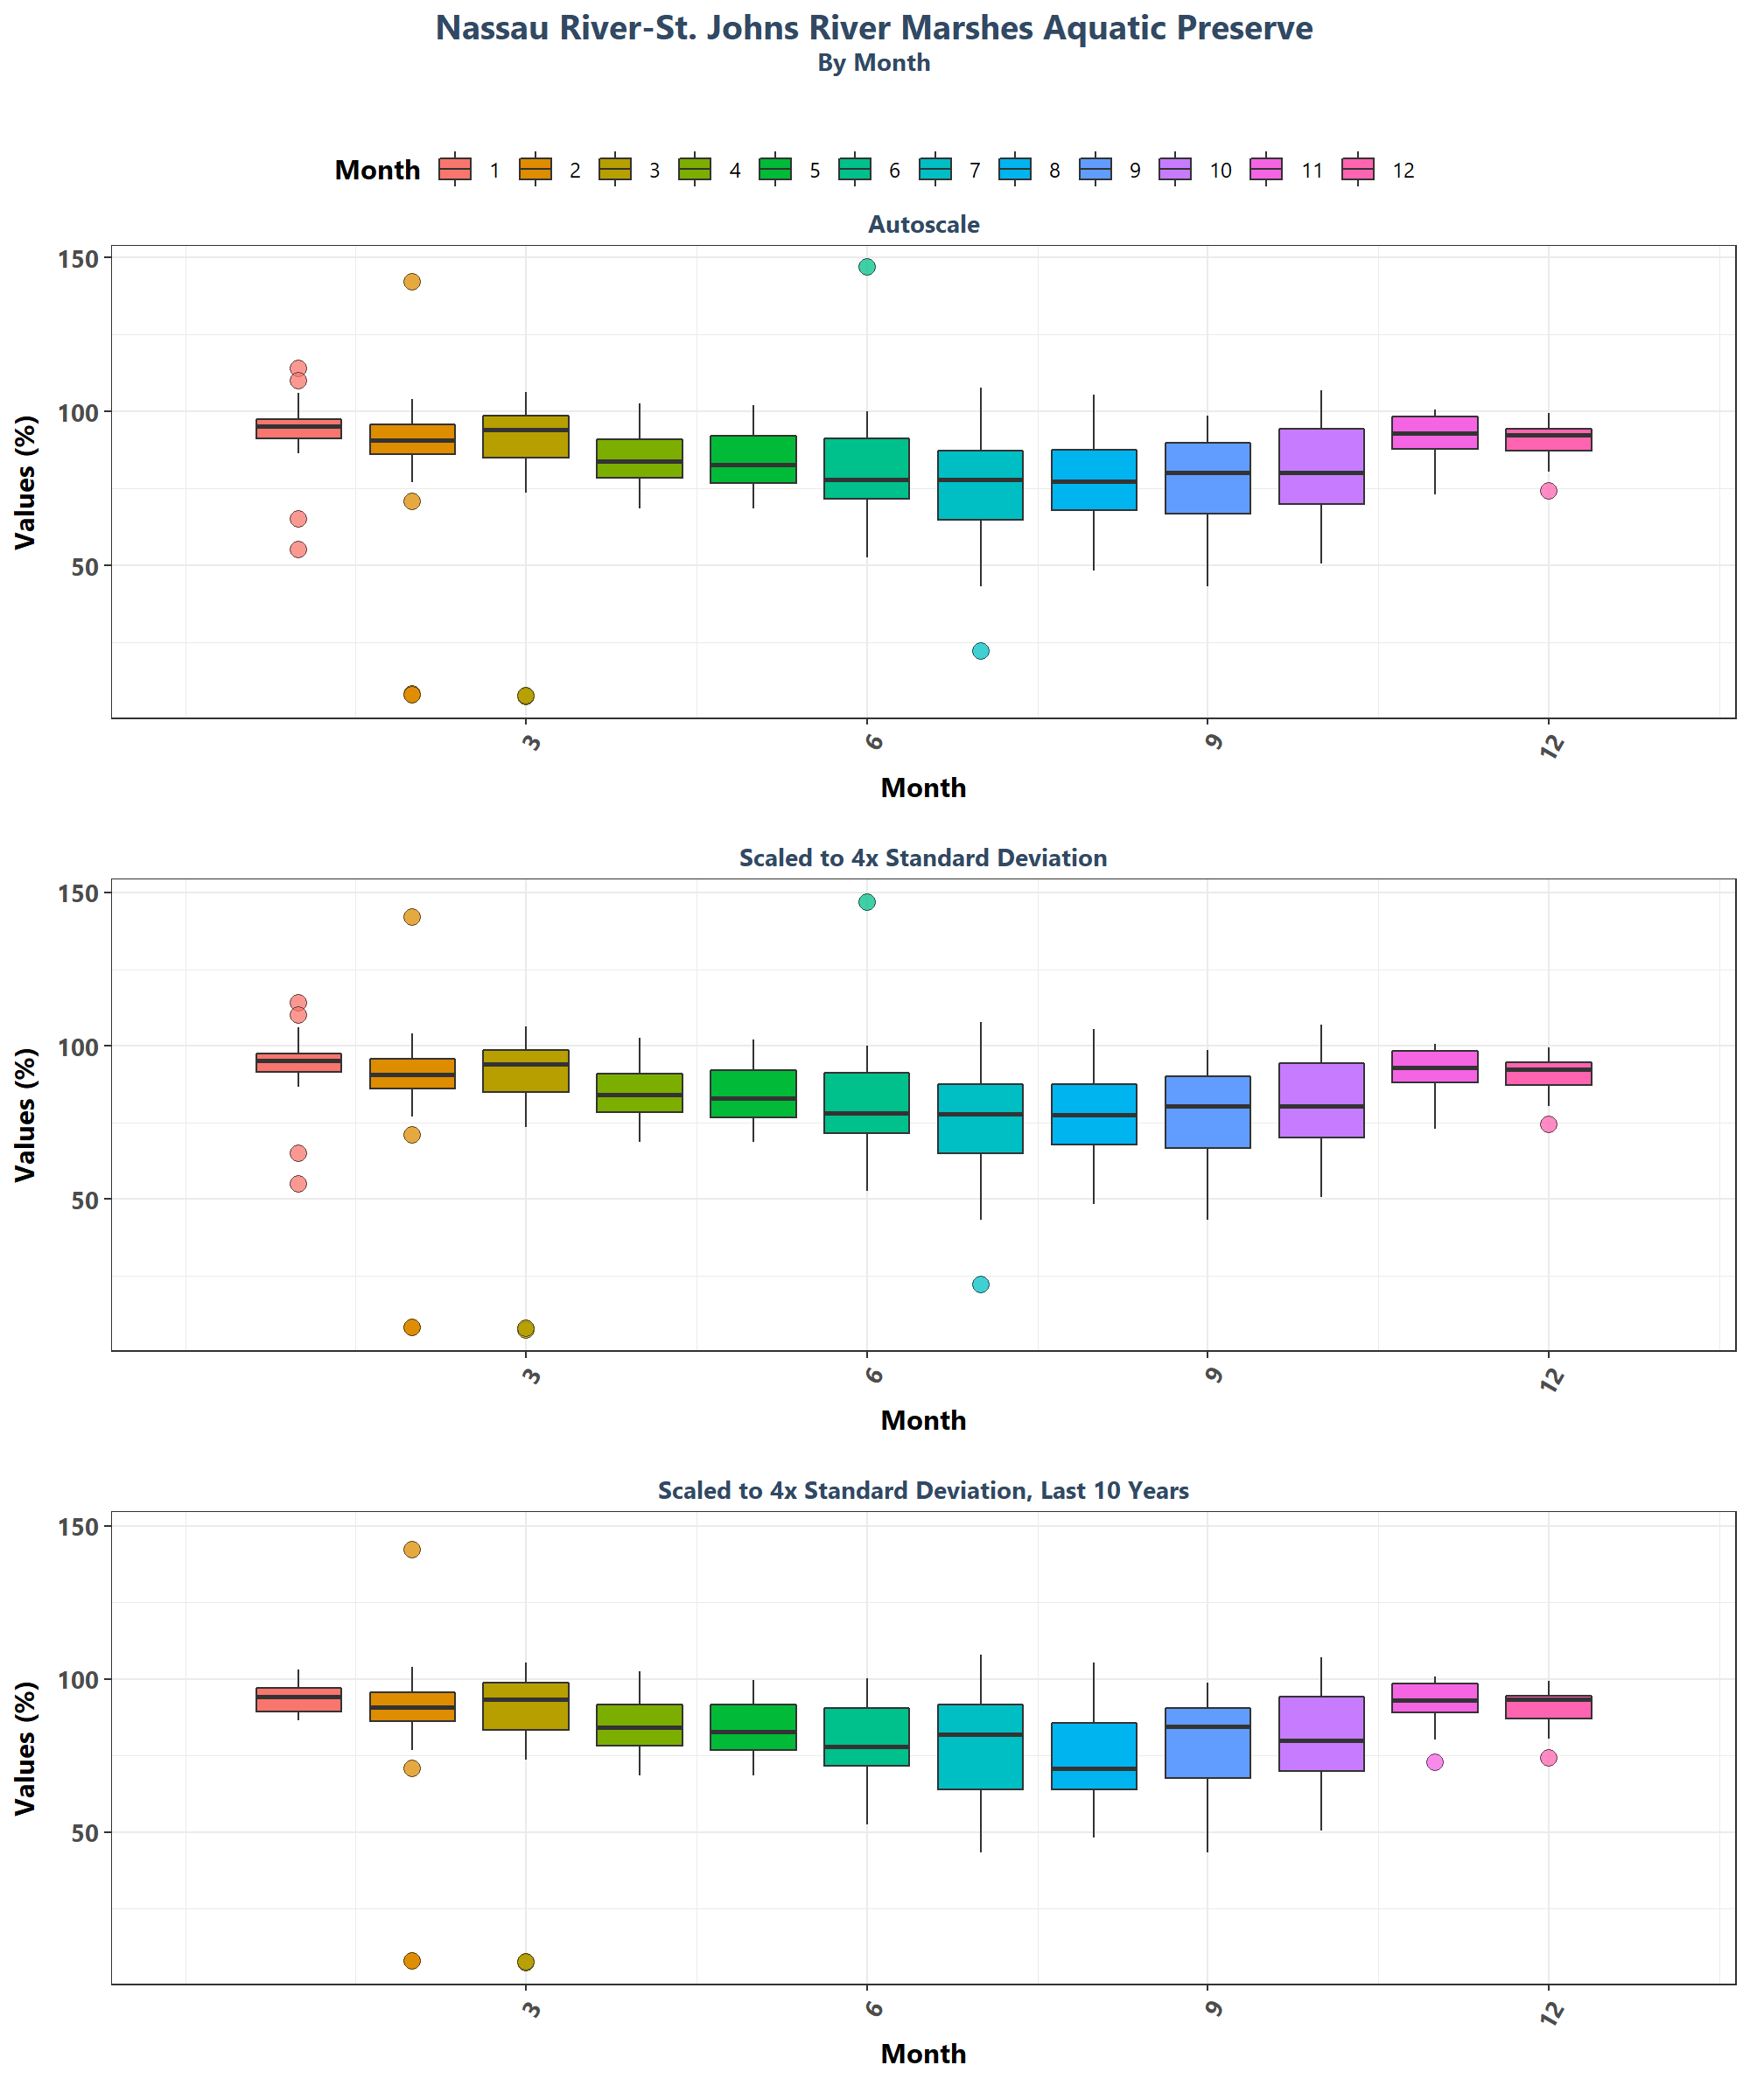 Nassau River-St. Johns River Marshes Aquatic Preserve
By Month
Month 1 2 3 4 5 6 7 8 9 10 11 12
Autoscale
150
100
50
Values (%)
3 6 9 12
Month
Scaled to 4x Standard Deviation
150
100
50
Values (%)
3 6 9 12
Month
Scaled to 4x Standard Deviation, Last 10 Years
150
100
50
Values (%)
3 6 9 12
Month